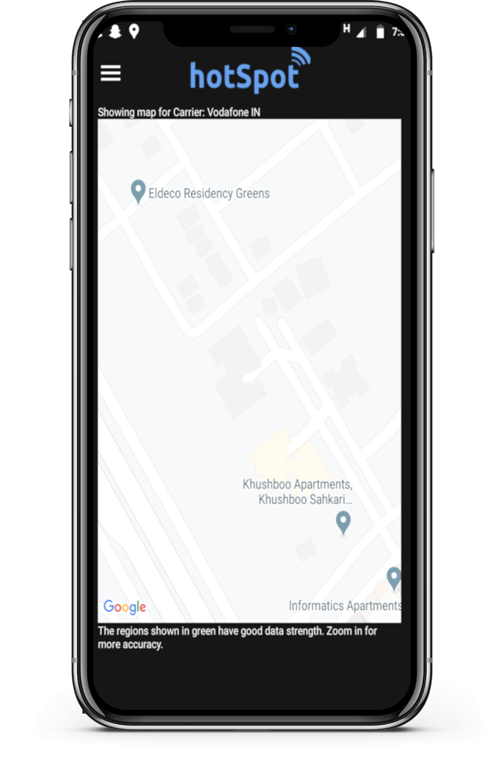 H
hotSpot
Showing map for Carrier: Vodafone IN
Eldeco Residency Greens
Khushboo Apartments,
Khushboo Sahkari...
Google
Informatics Apartments
The regions shown in green have good data strength. Zoom in for
more accuracy.